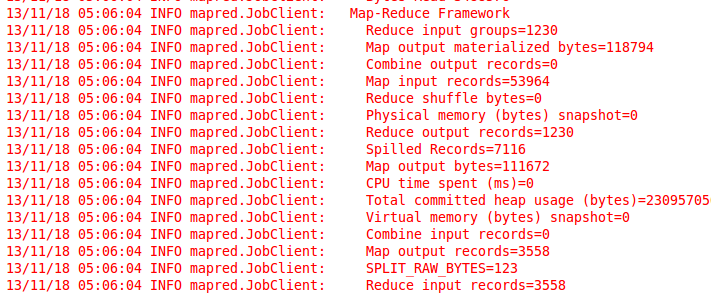 13/11/18 05:06:04 INFO mapred.JobClient:   Map-Reduce Framework
13/11/18 05:06:04 INFO mapred.JobClient:     Reduce input groups=1230
13/11/18 05:06:04 INFO mapred.JobClient:     Map output materialized bytes=118794
13/11/18 05:06:04 INFO mapred.JobClient:     Combine output records=0
13/11/18 05:06:04 INFO mapred.JobClient:     Map input records=53964
13/11/18 05:06:04 INFO mapred.JobClient:     Reduce shuffle bytes=0
13/11/18 05:06:04 INFO mapred.JobClient:     Physical memory (bytes) snapshot=0
13/11/18 05:06:04 INFO mapred.JobClient:     Reduce output records=1230
13/11/18 05:06:04 INFO mapred.JobClient:     Spilled Records=7116
13/11/18 05:06:04 INFO mapred.JobClient:     Map output bytes=111672
13/11/18 05:06:04 INFO mapred.JobClient:     CPU time spent (ms)=0
13/11/18 05:06:04 INFO mapred.JobClient:     Total committed heap usage (bytes)=23095705
13/11/18 05:06:04 INFO mapred.JobClient:     Virtual memory (bytes) snapshot=0
13/11/18 05:06:04 INFO mapred.JobClient:     Combine input records=0
13/11/18 05:06:04 INFO mapred.JobClient:     Map output records=3558
13/11/18 05:06:04 INFO mapred.JobClient:     SPLIT_RAW_BYTES=123
13/11/18 05:06:04 INFO mapred.JobClient:     Reduce input records=3558